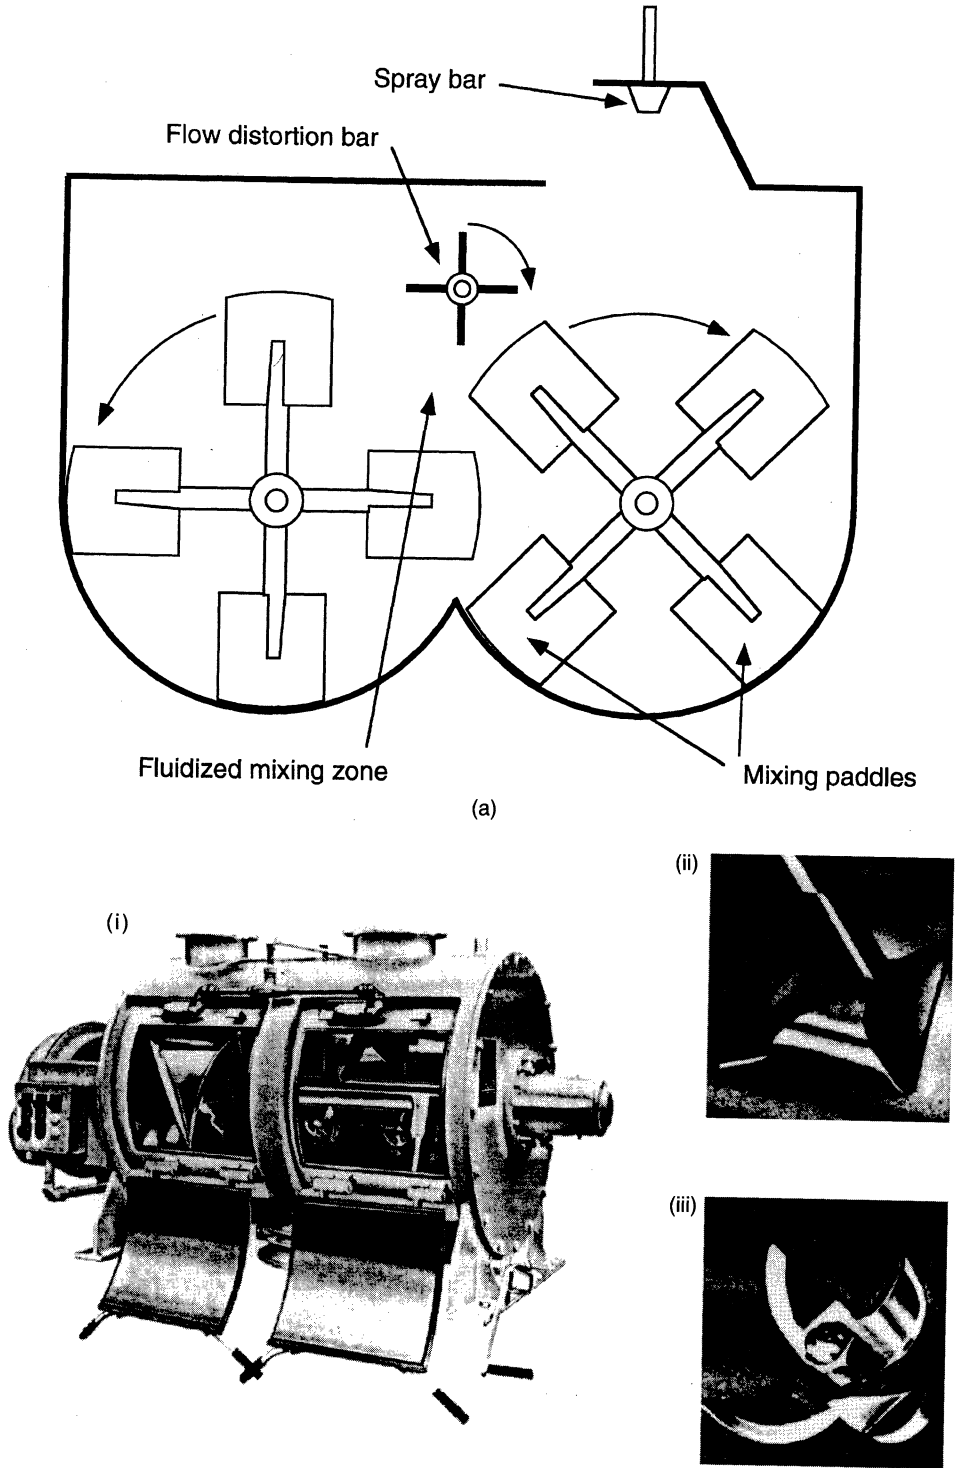 Spray bar
Flow distortion bar
Fluidized mixing zone
Mixing paddles
(a)
(ii)
(i)
(iii)